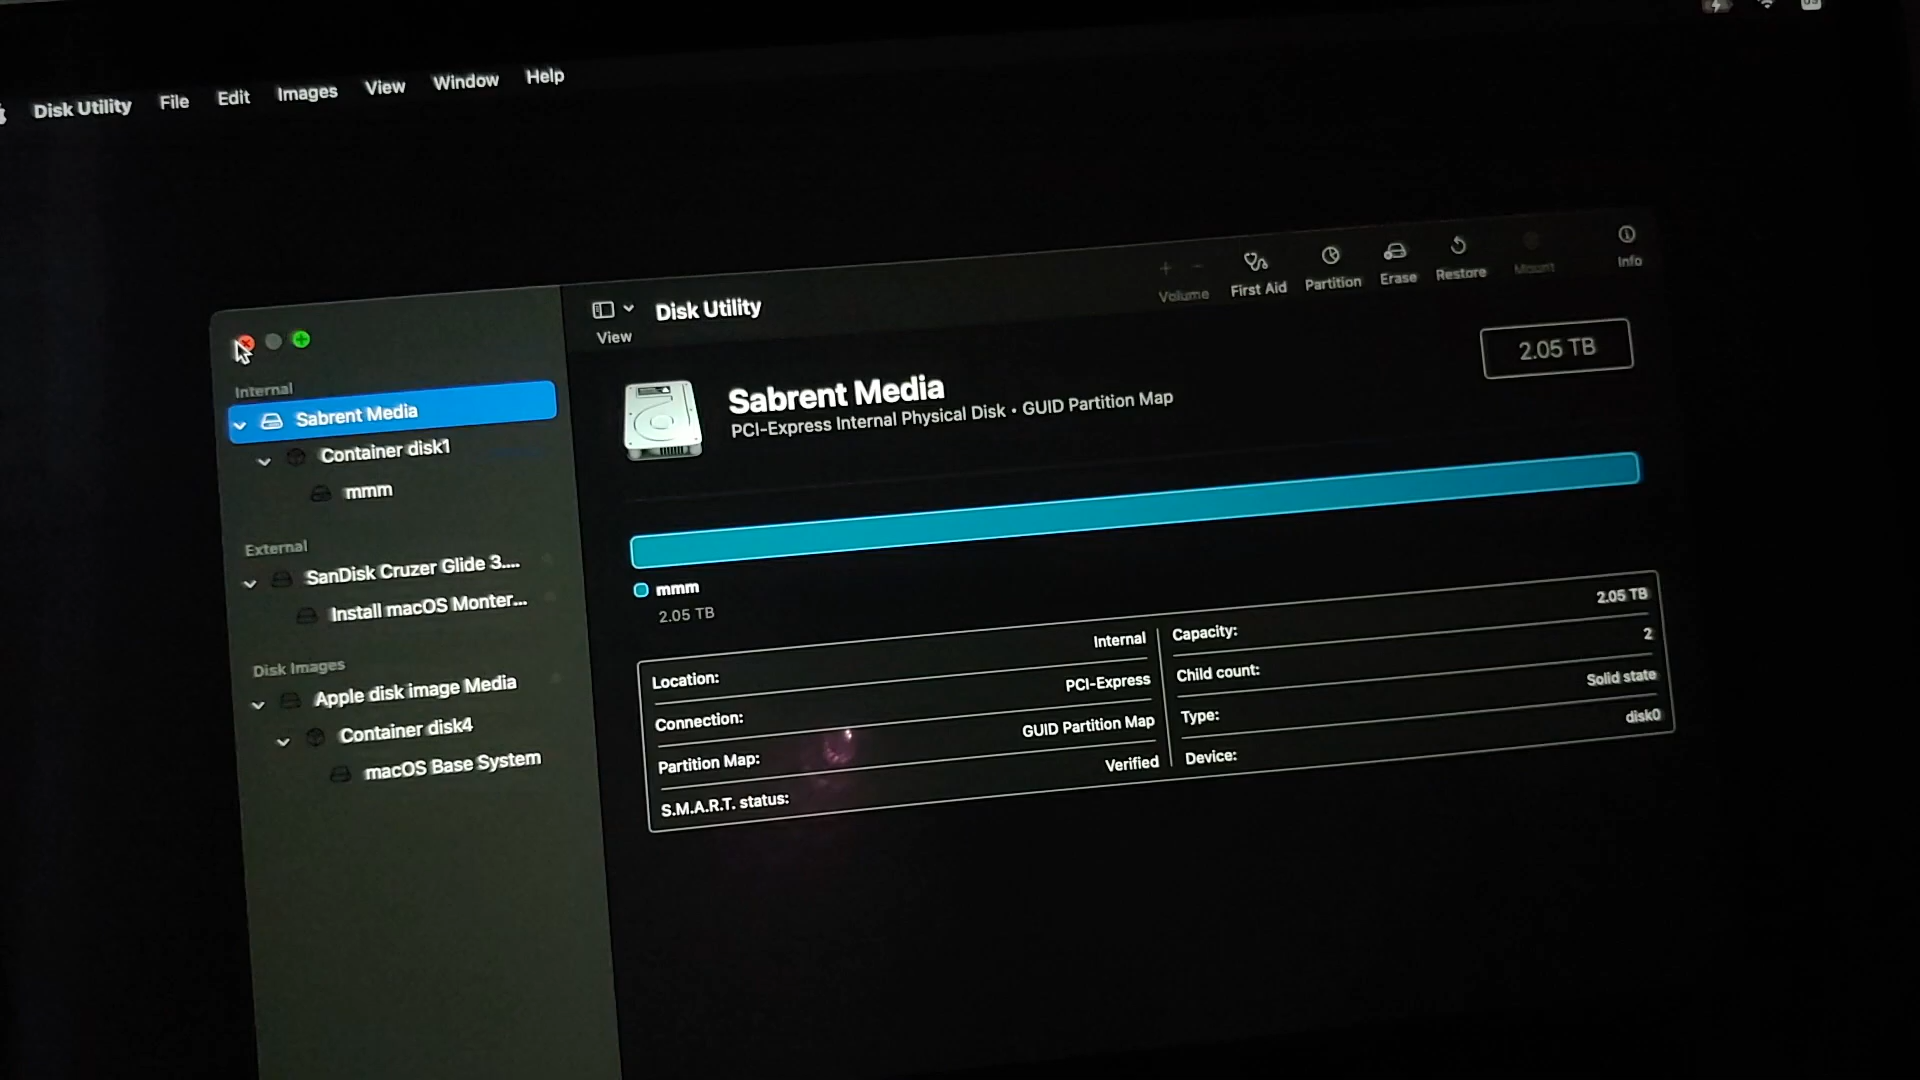 Disk Utility File Edit Images View Window Help
View
Disk Utility
Volume
First Aid
Partition
Erase
Restore
Mount
Info
Internal
Sabrent Media
Container disk1
mmm
External
SanDisk Cruzer Glide 3....
Install macOS Monter...
Disk Images
Apple disk image Media
Container disk4
macOS Base System
Sabrent Media
PCI-Express Internal Physical Disk • GUID Partition Map
2.05 TB
mmm
2.05 TB
Location: Internal
Connection: PCI-Express
Partition Map: GUID Partition Map
S.M.A.R.T. status: Verified
Capacity: 2.05 TB
Child count: 2
Type: Solid state
Device: disk0